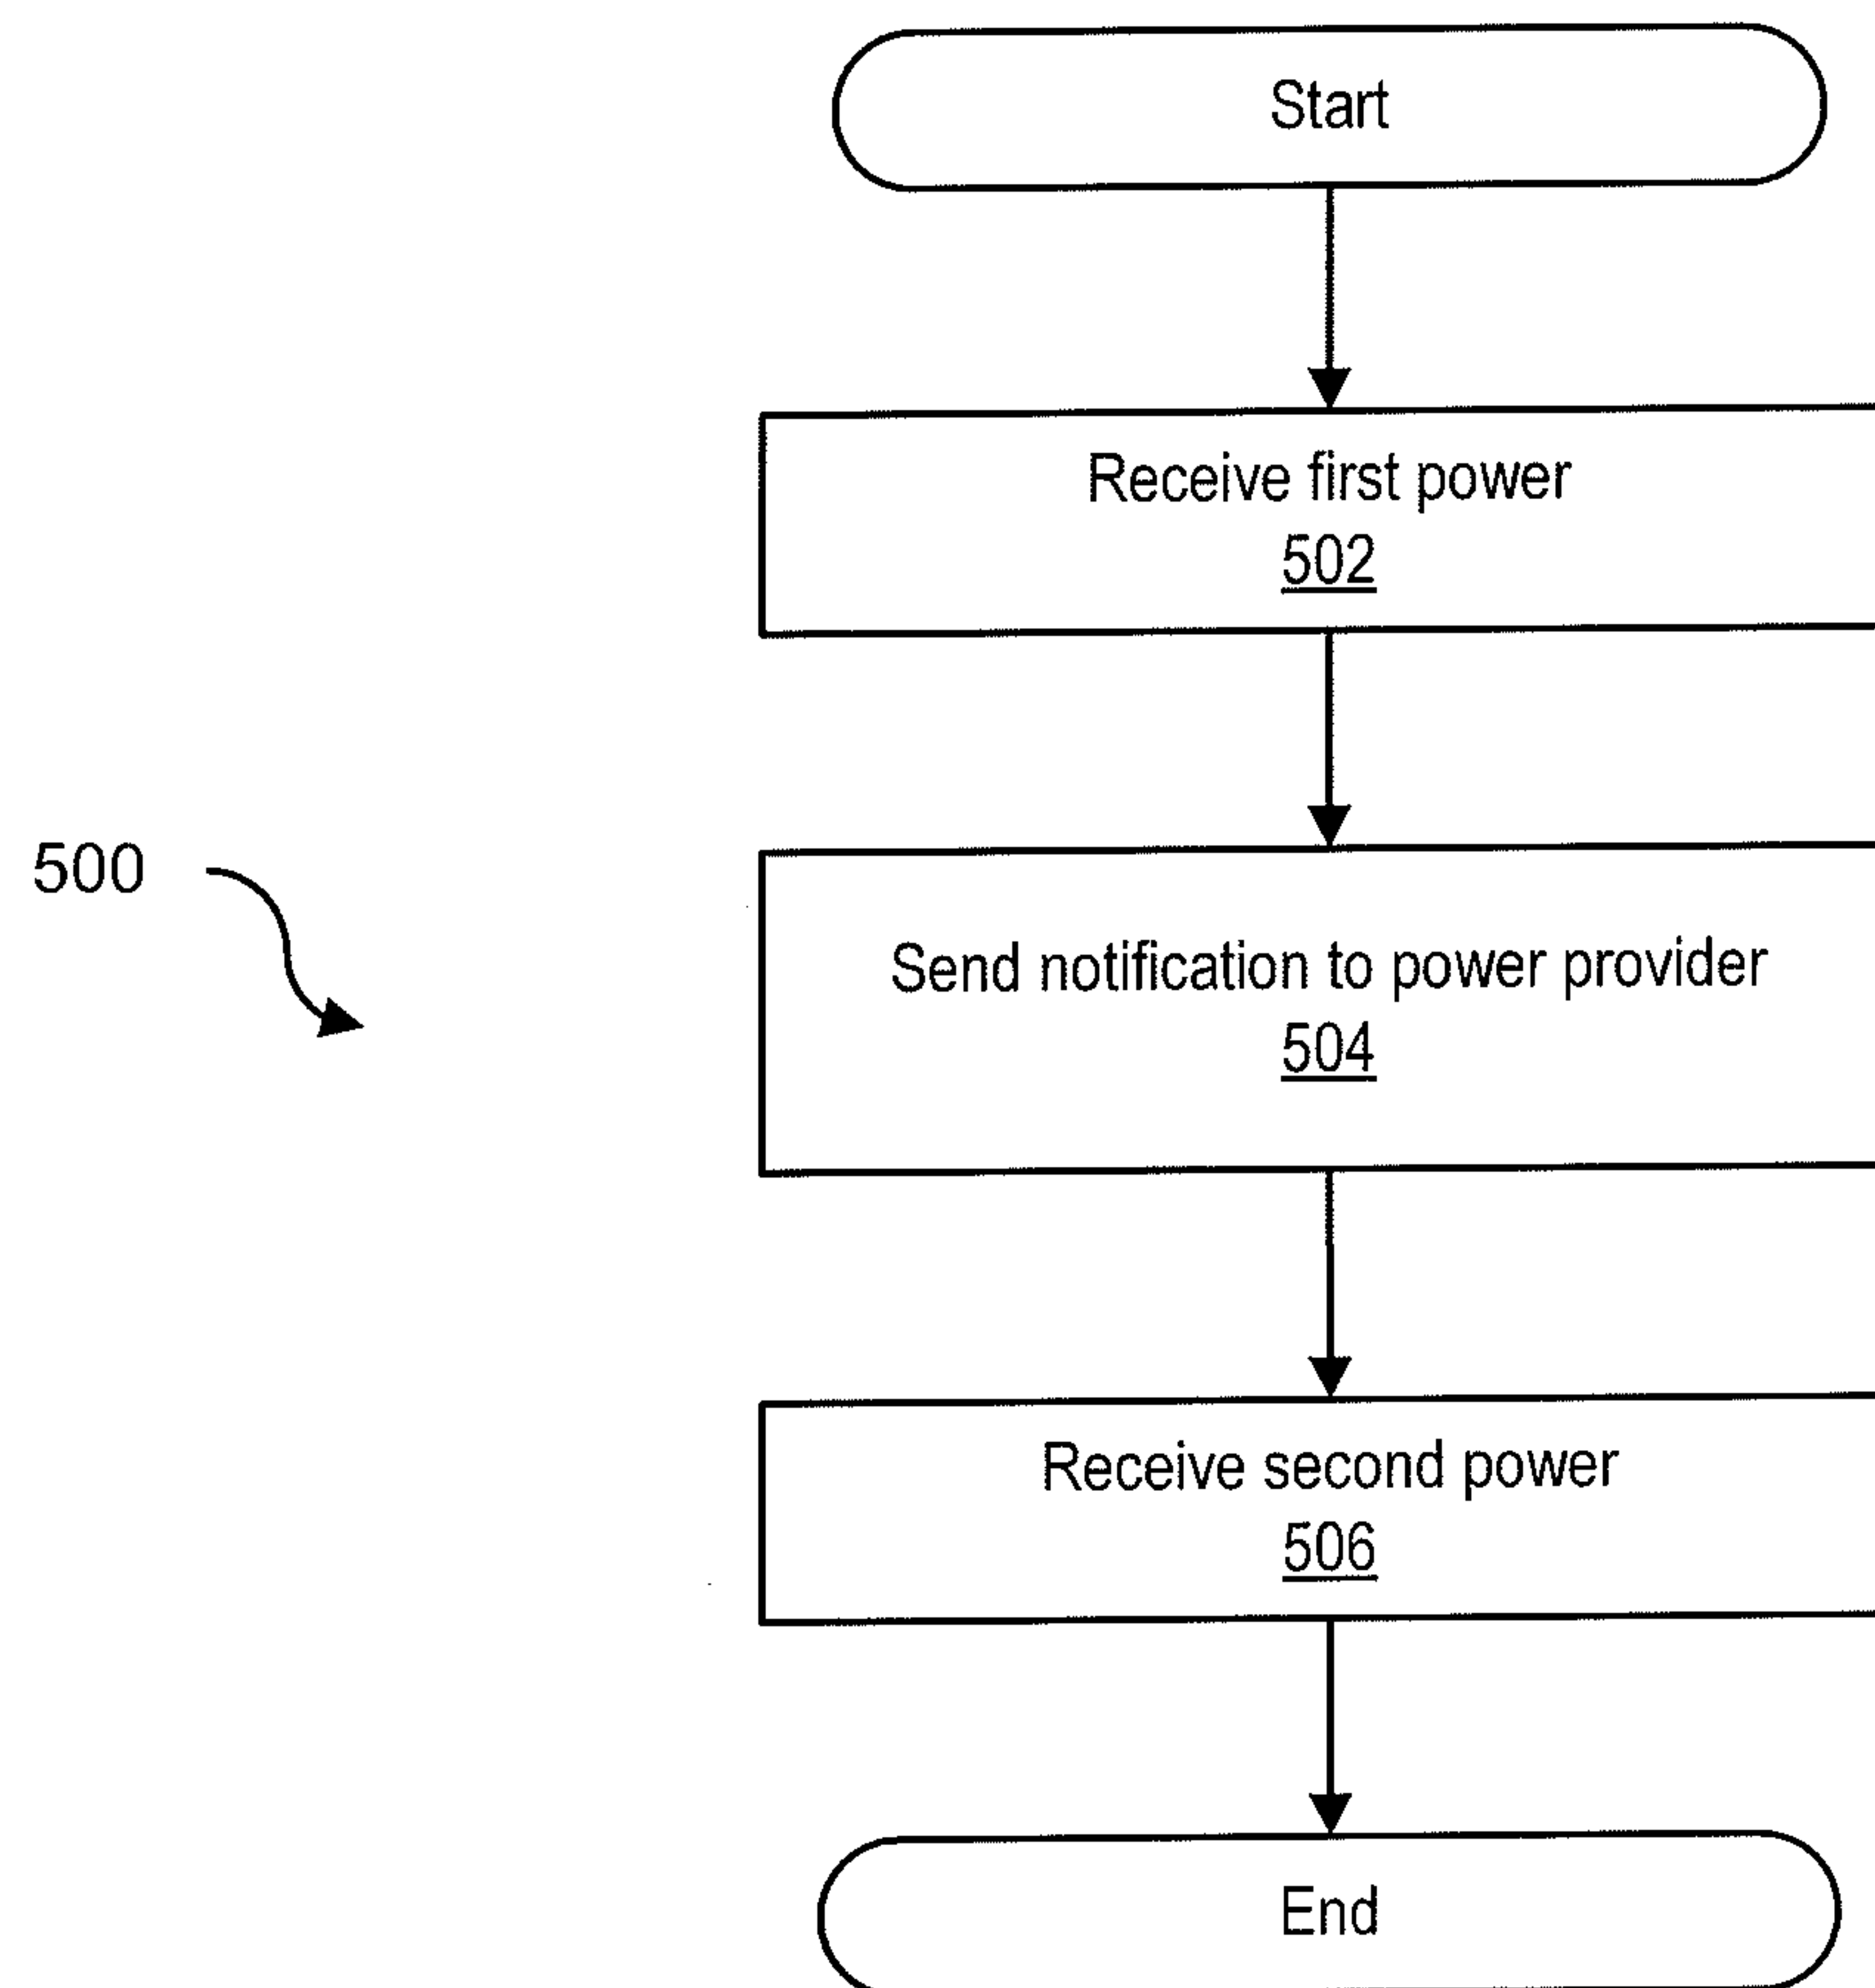 Start
Receive first power
502
500
Send notification to power provider
504
Receive second power
506
End